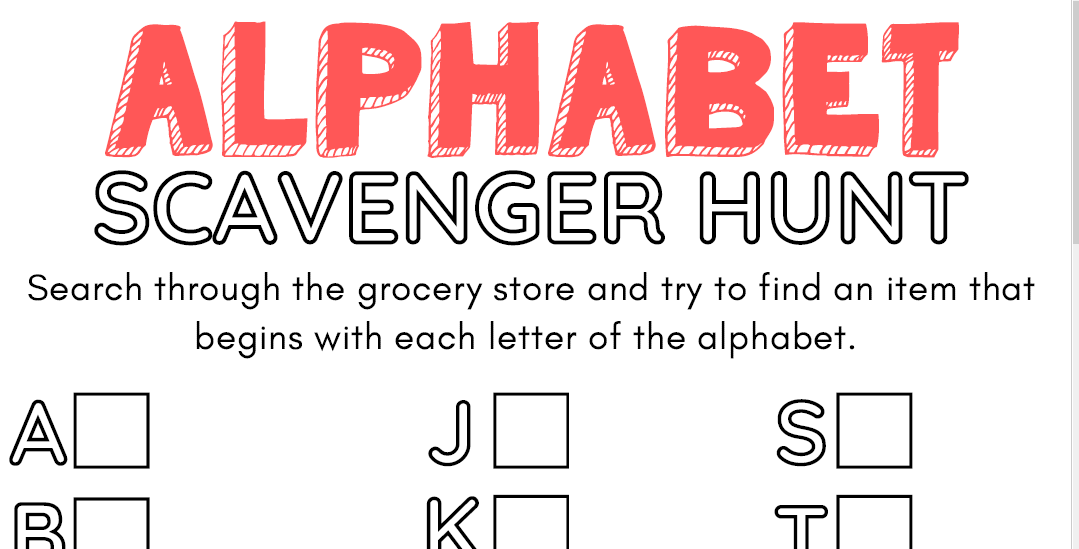 ALPHABET
SCAVENGER HUNT
Search through the grocery store and try to find an item that
begins with each letter of the alphabet.
A J S
B K T